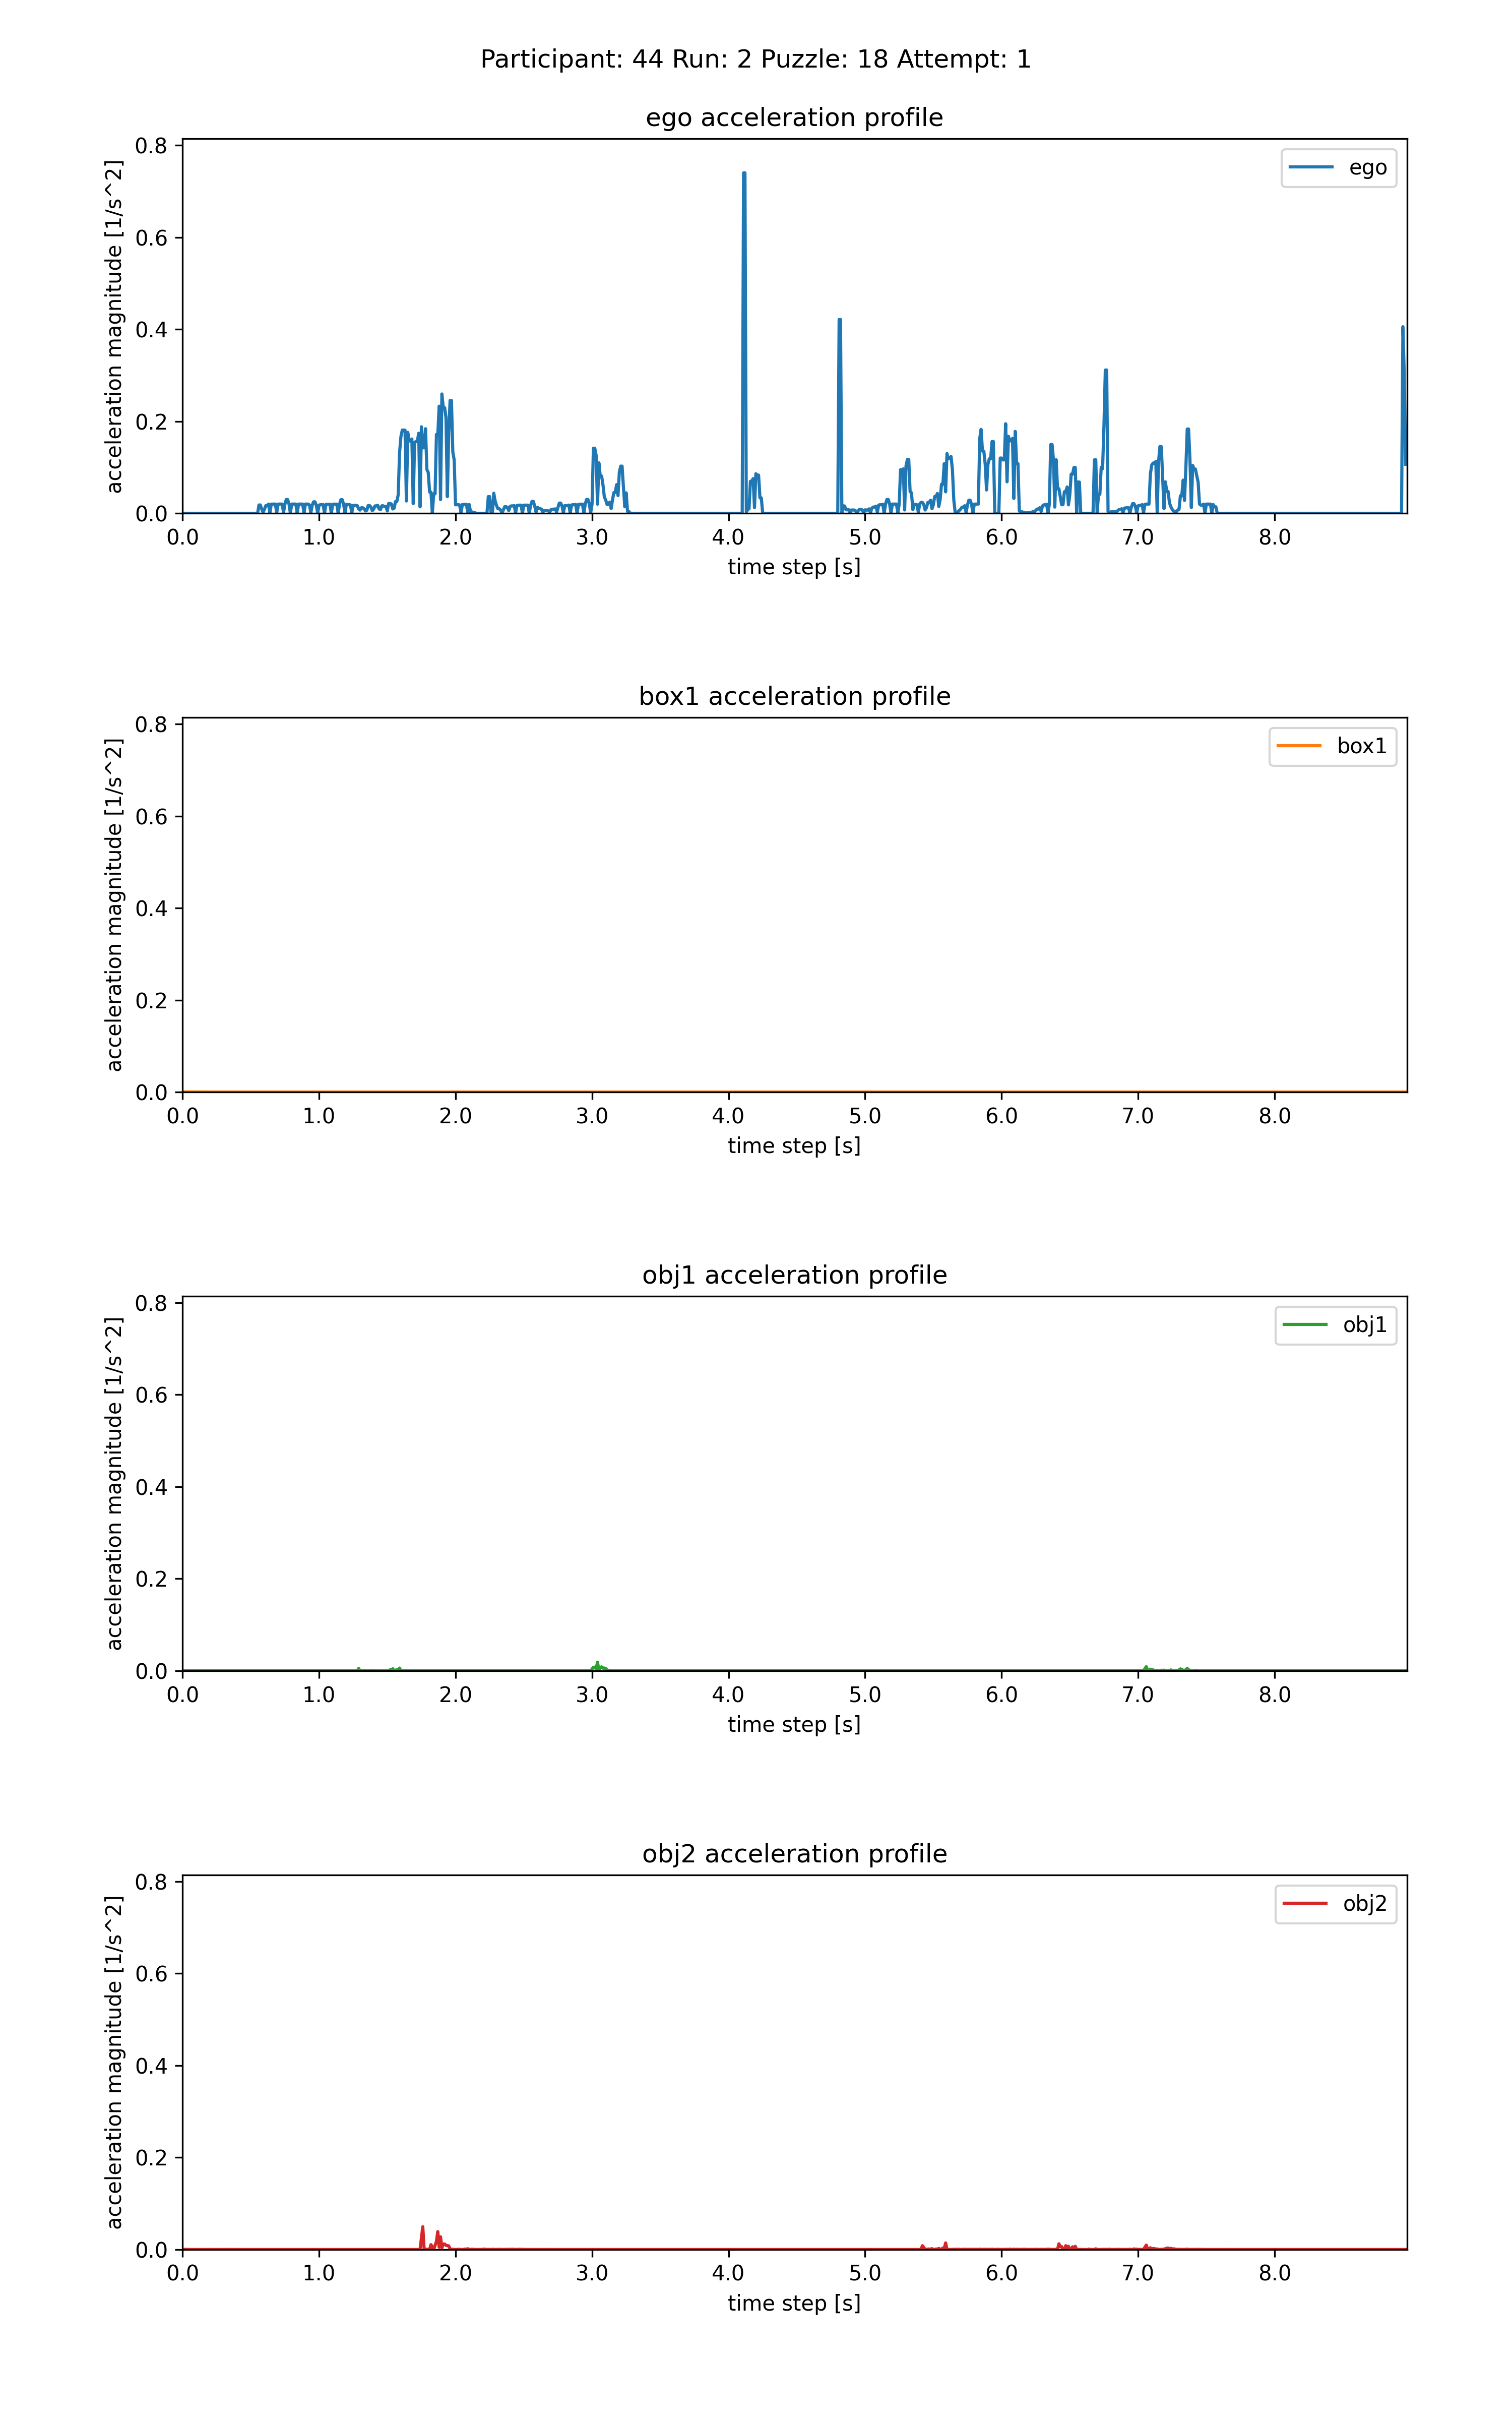 Participant: 44 Run: 2 Puzzle: 18 Attempt: 1
ego acceleration profile
acceleration magnitude [1/s^2]
0.8
0.6
0.4
0.2
0.0
ego
0.0 1.0 2.0 3.0 4.0 5.0 6.0 7.0 8.0
time step [s]
box1 acceleration profile
acceleration magnitude [1/s^2]
0.8
0.6
0.4
0.2
0.0
box1
0.0 1.0 2.0 3.0 4.0 5.0 6.0 7.0 8.0
time step [s]
obj1 acceleration profile
acceleration magnitude [1/s^2]
0.8
0.6
0.4
0.2
0.0
obj1
0.0 1.0 2.0 3.0 4.0 5.0 6.0 7.0 8.0
time step [s]
obj2 acceleration profile
acceleration magnitude [1/s^2]
0.8
0.6
0.4
0.2
0.0
obj2
0.0 1.0 2.0 3.0 4.0 5.0 6.0 7.0 8.0
time step [s]